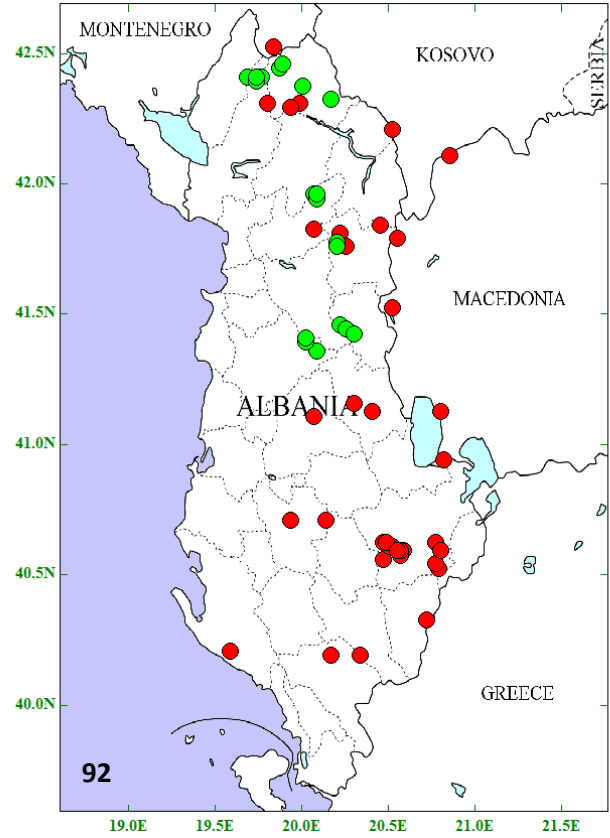 MONTENEGRO
42.5N
KOSOVO
SERBIA
42.0N
MACEDONIA
41.5N
ALBANIA
41.0N
40.5N
40.0N
GREECE
92
19.0E 19.5E 20.0E 20.5E 21.0E 21.5E